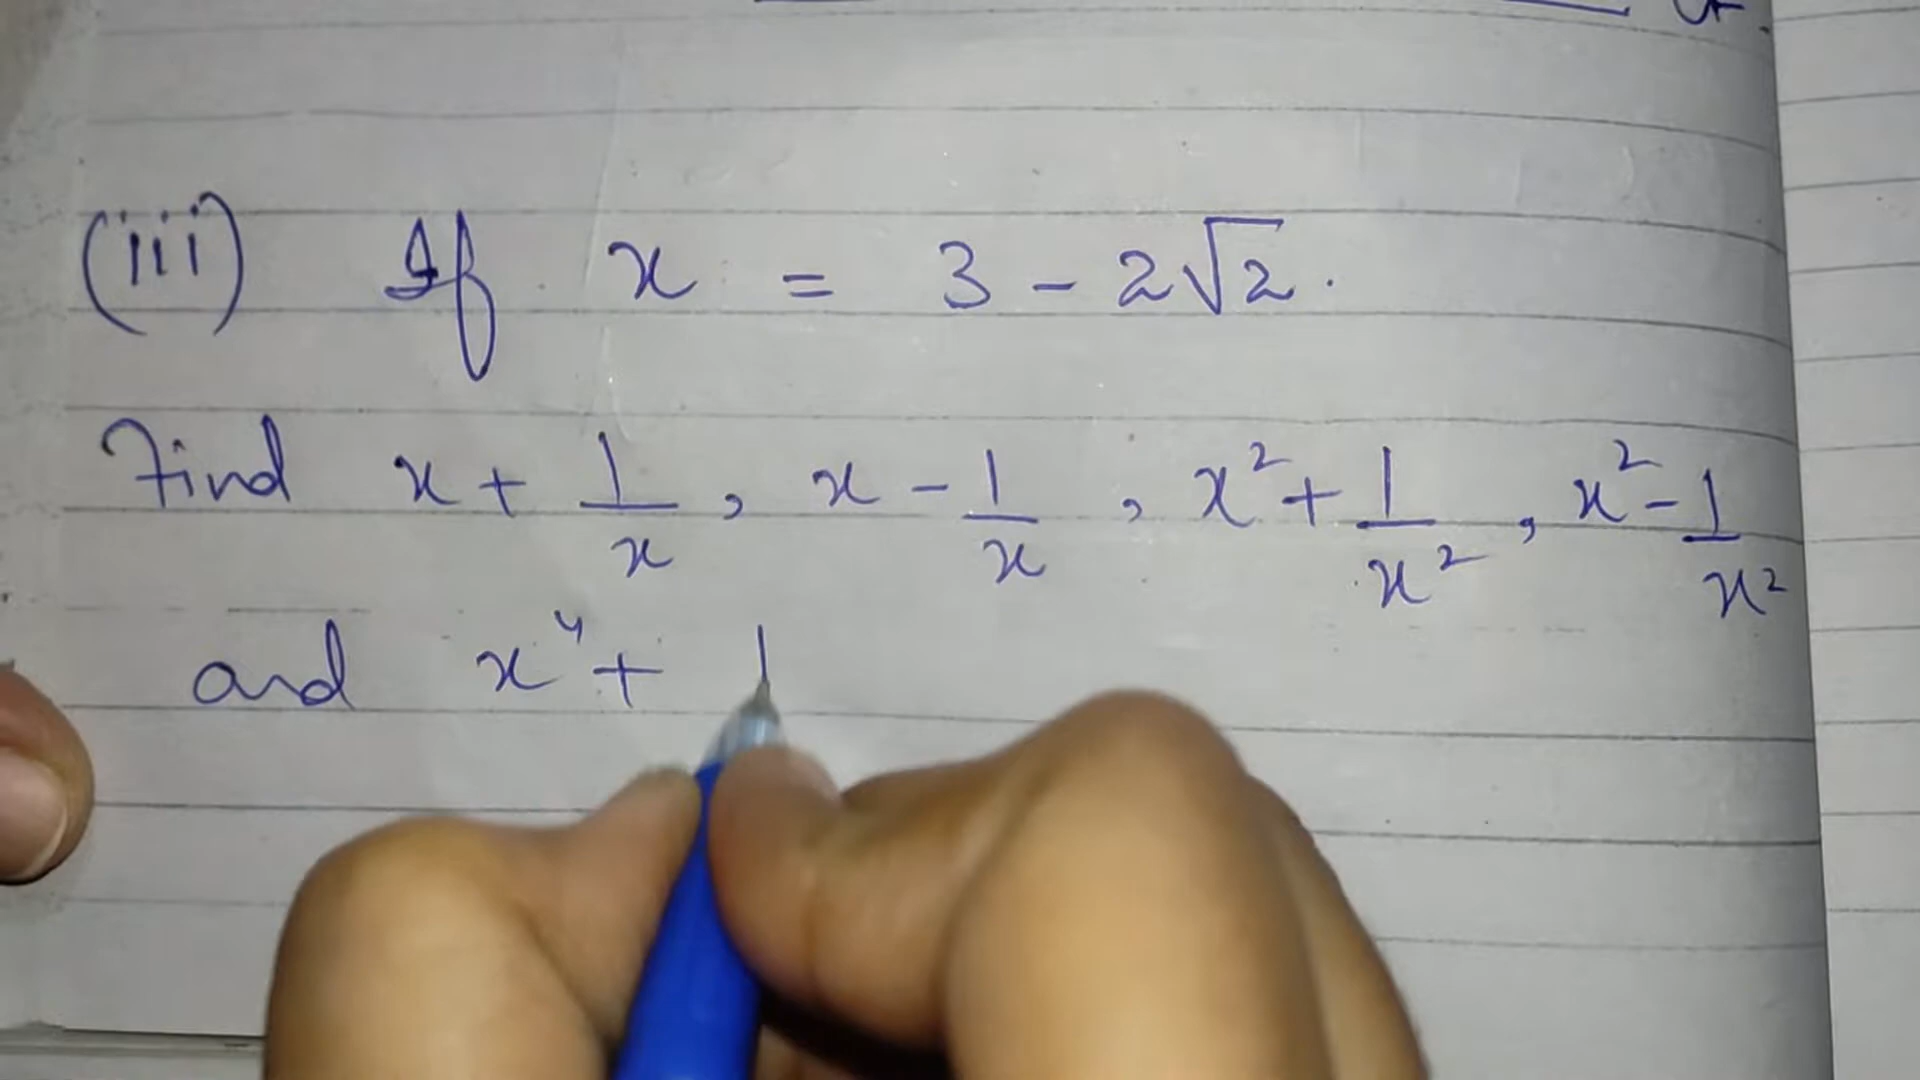 (iii) If x = 3 - 2√2.
Find x + 1/x, x - 1/x, x² + 1/x², x² - 1/x²
and x⁴ + 1